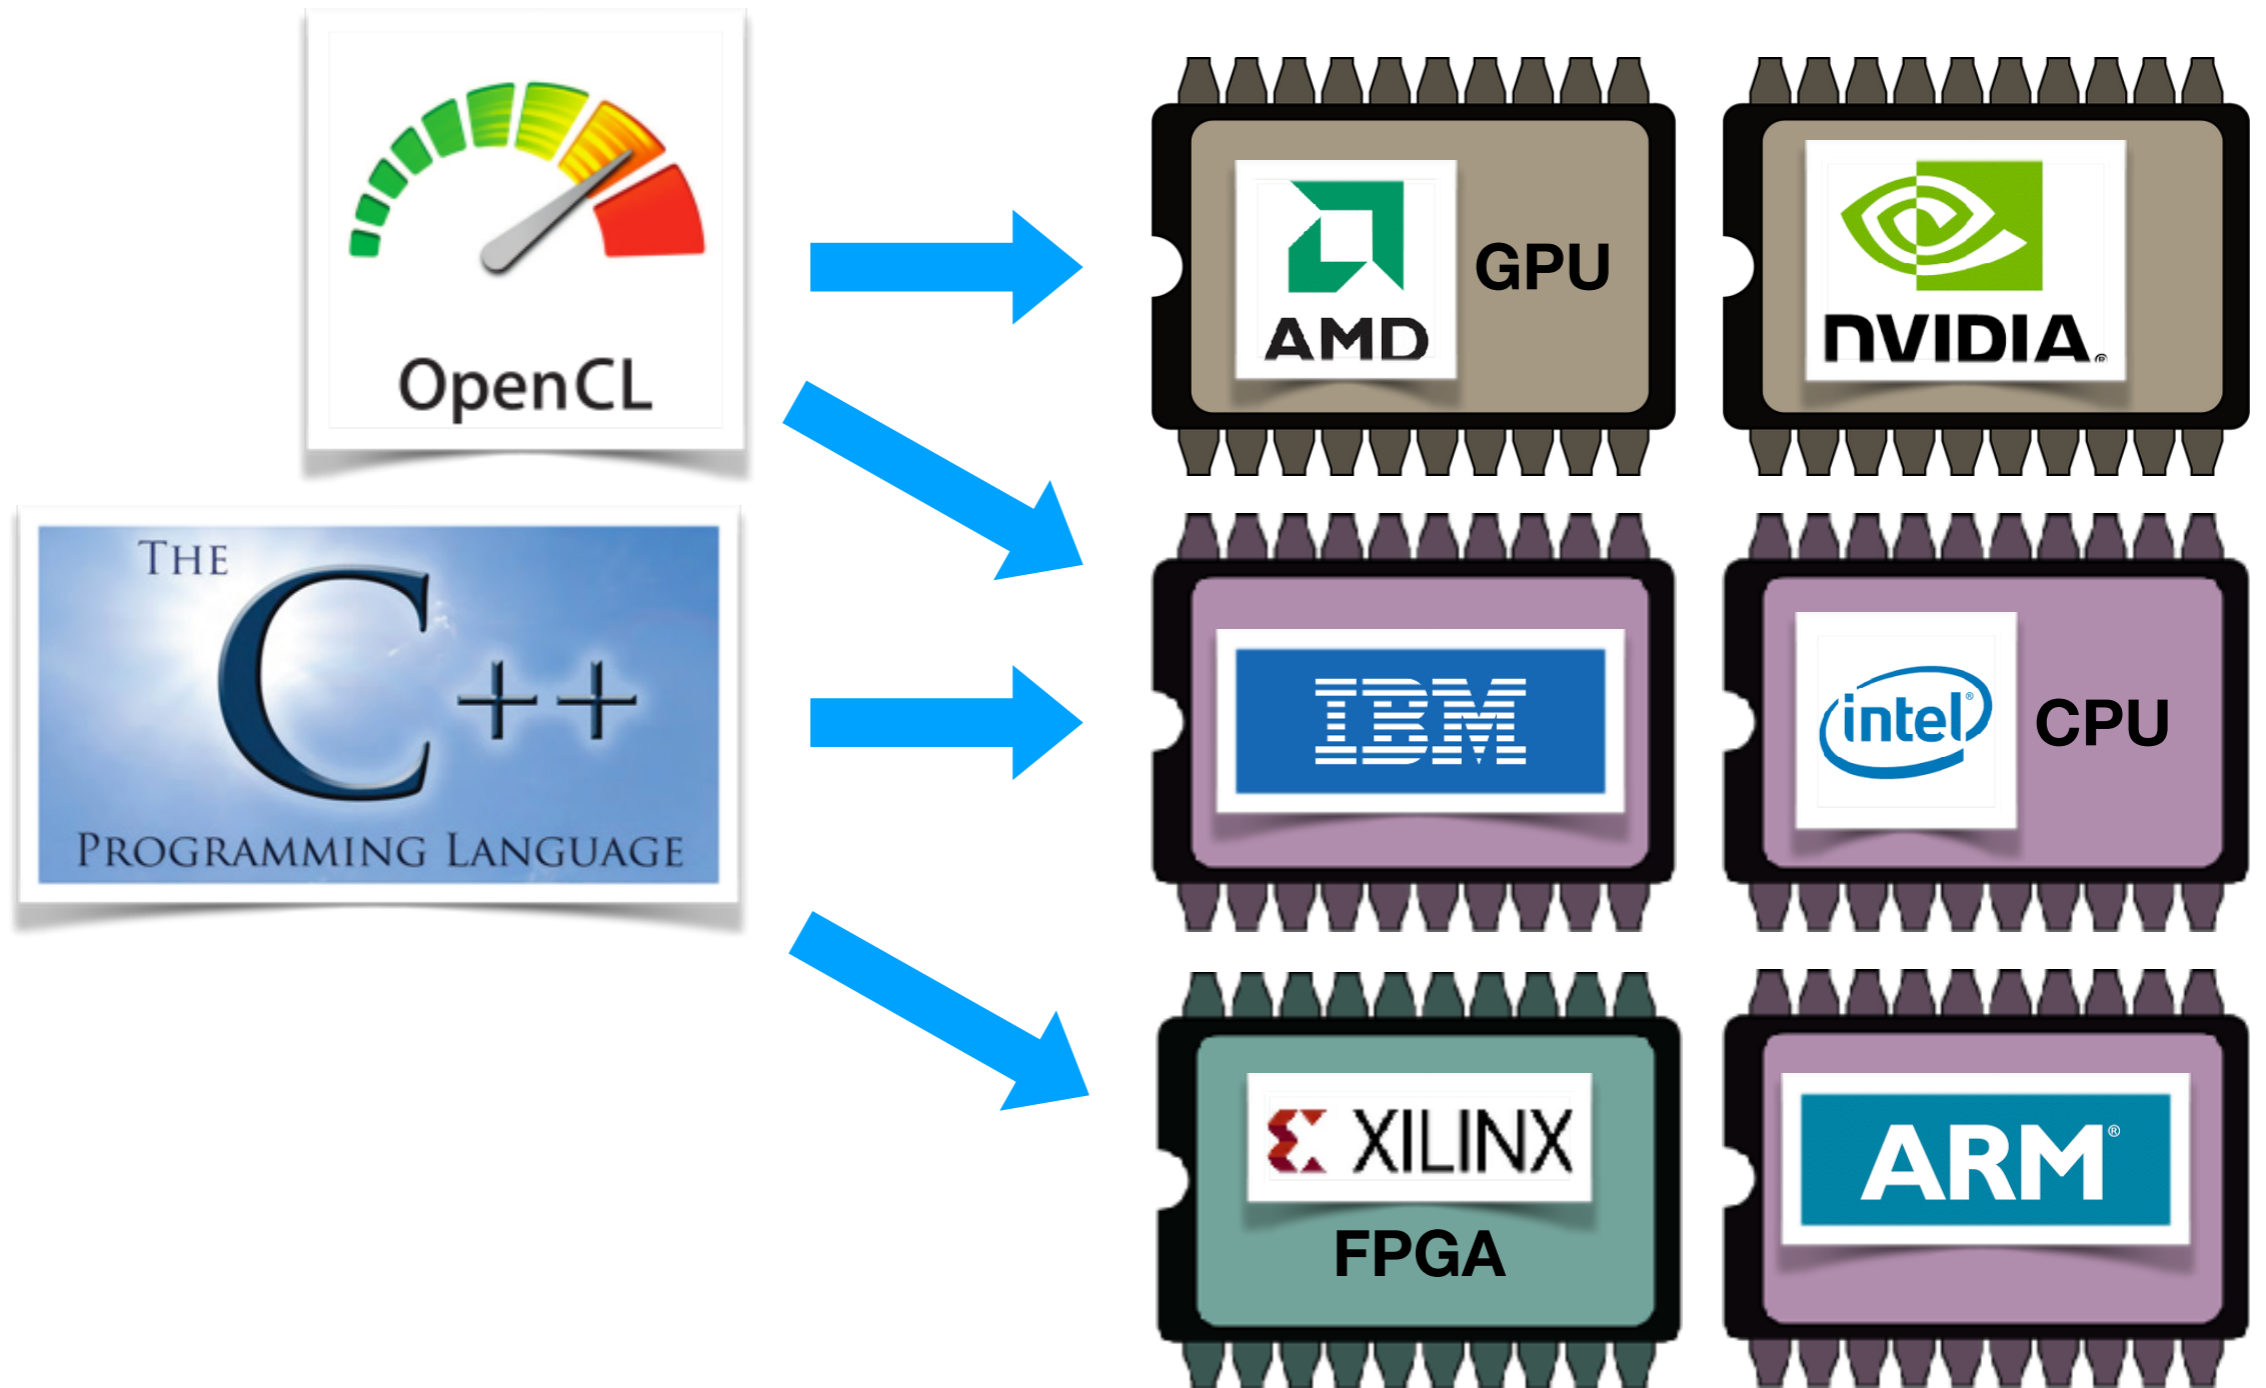 OpenCL
AMD
GPU
NVIDIA®
THE
C++
PROGRAMMING LANGUAGE
IBM
intel®
CPU
XILINX
FPGA
ARM®